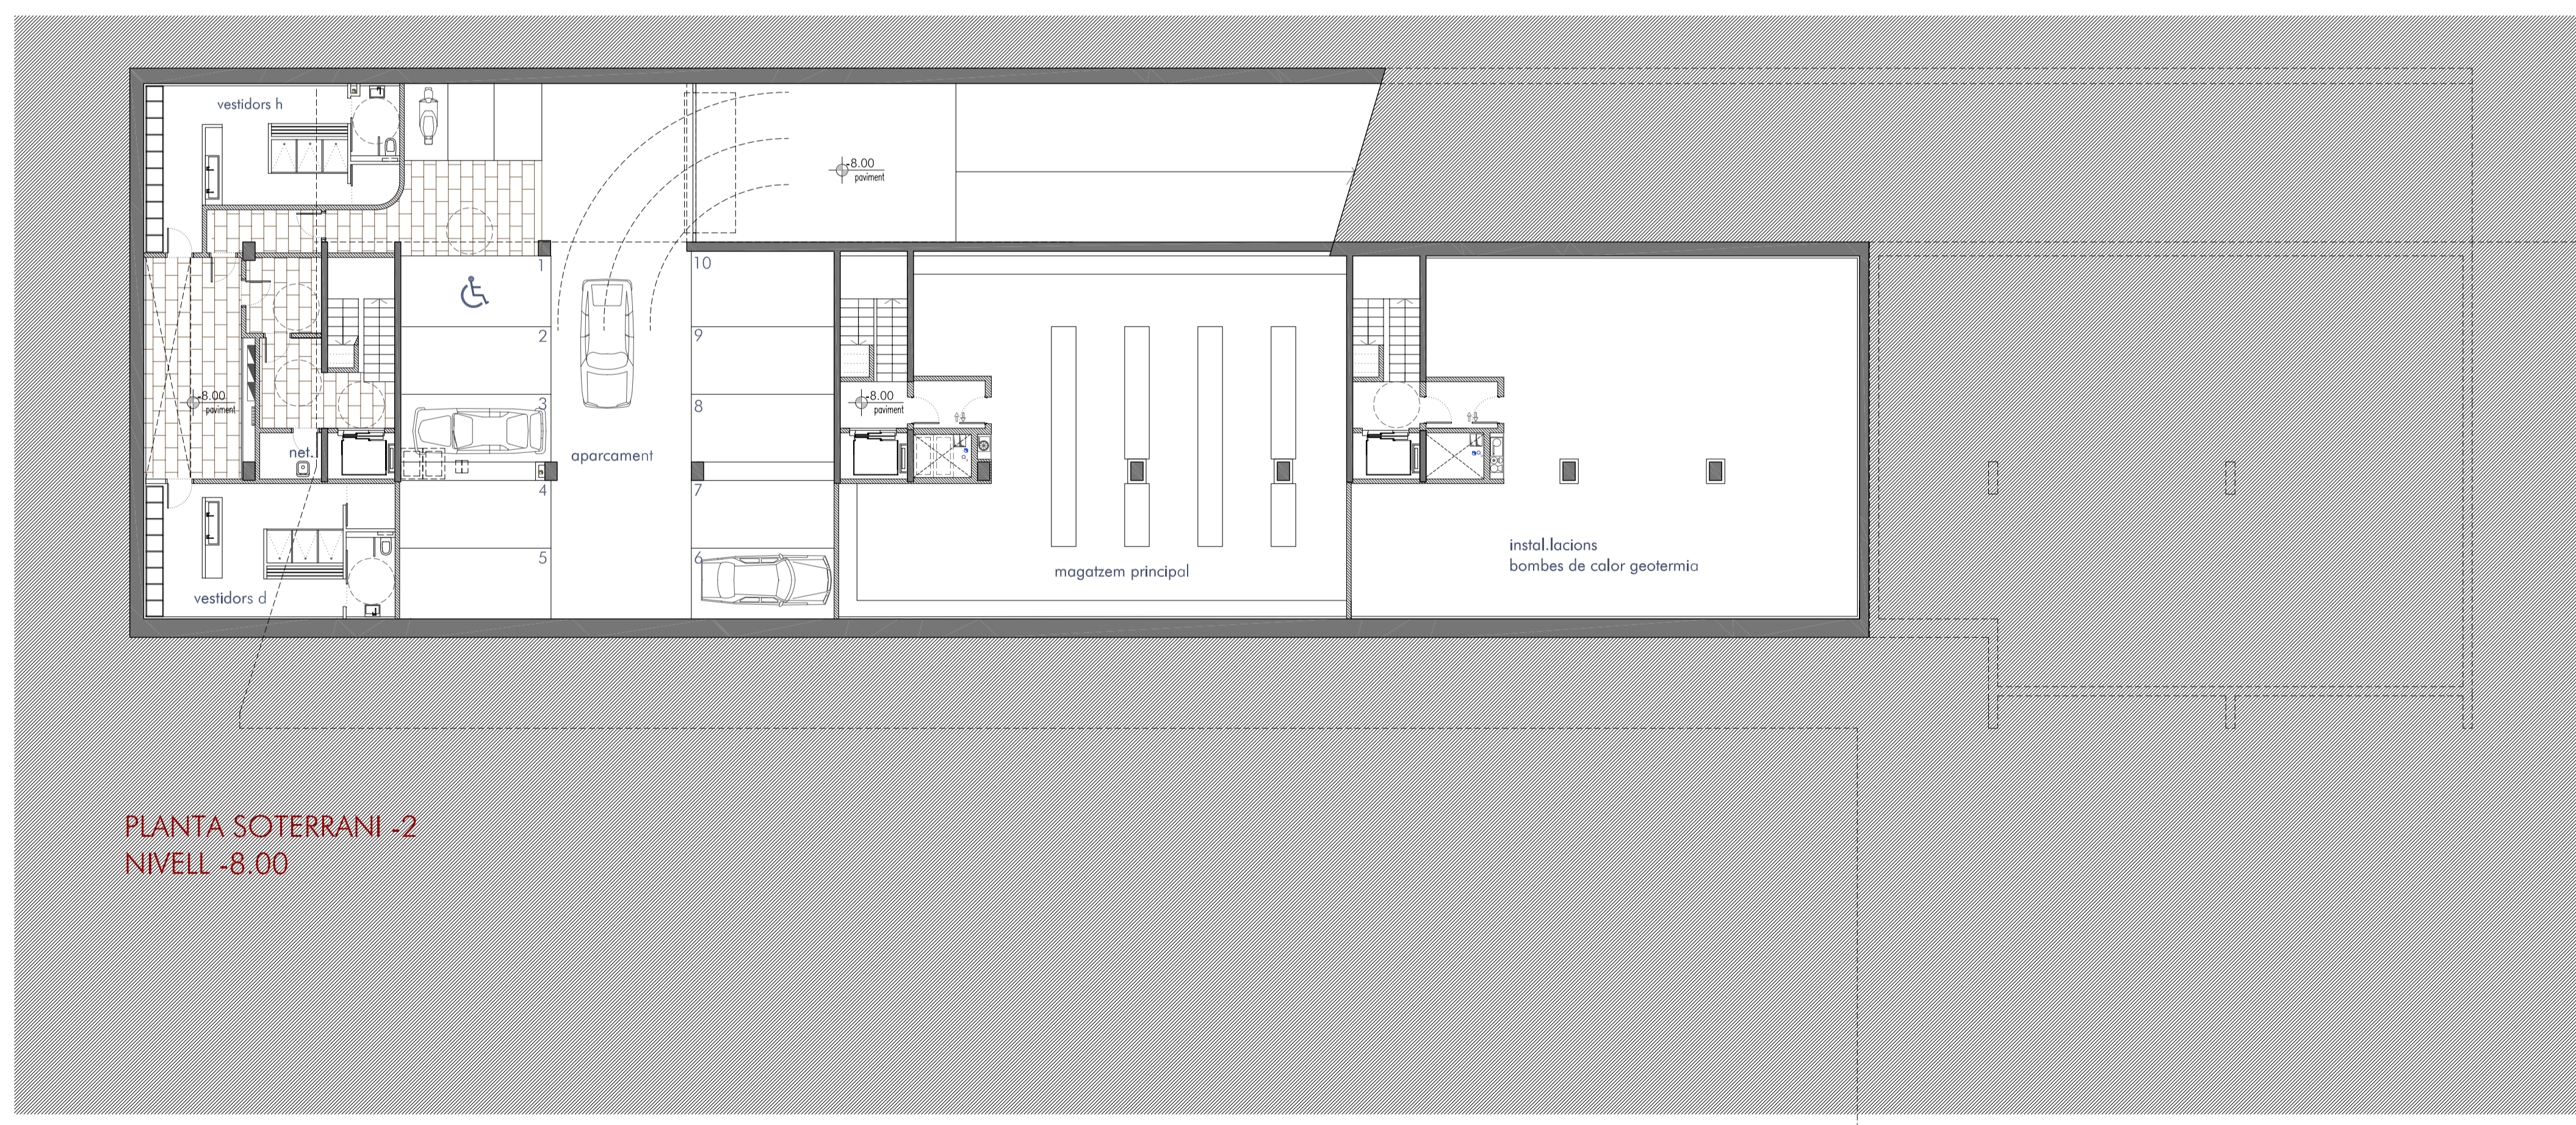 vestidors h
-8.00
paviment
1
10
2
9
-8.00
paviment
3
8
-8.00
paviment
net.
aparcament
4
7
5
6
instal.lacions
bombes de calor geotermia
magatzem principal
vestidors d
PLANTA SOTERRANI -2
NIVELL -8.00